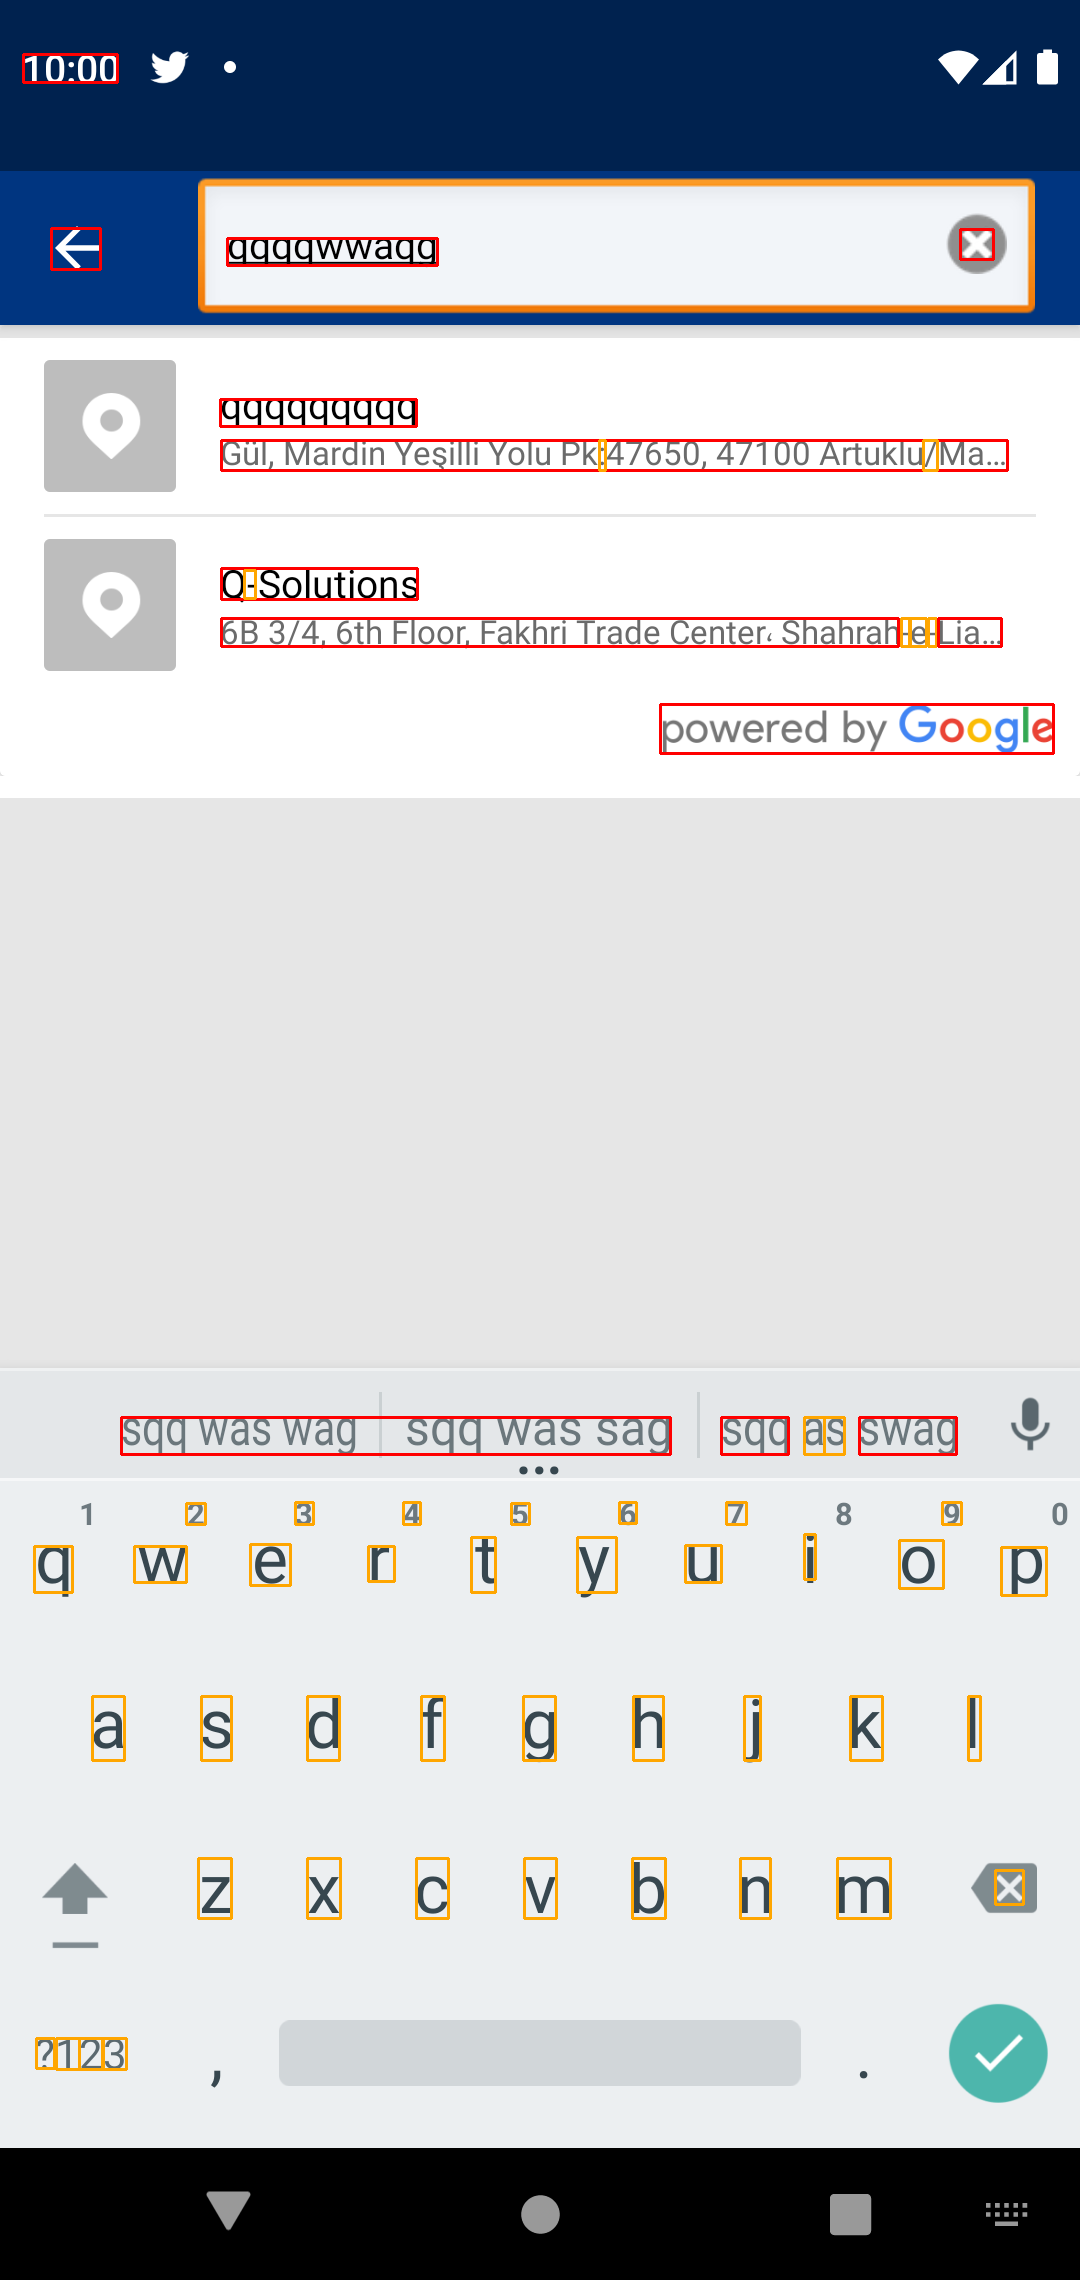 10:00
qqqqwwaqq
qqqqqqqqq
Gül, Mardin Yeşilli Yolu Pk:47650, 47100 Artuklu/Ma…
Q-Solutions
6B 3/4, 6th Floor, Fakhri Trade Center، Shahrah-e-Lia…
powered by Google
sqq was wag sqq was sag sqq as swag
1 2 3 4 5 6 7 8 9 0
q w e r t y u i o p
a s d f g h j k l
z x c v b n m
?123 , .